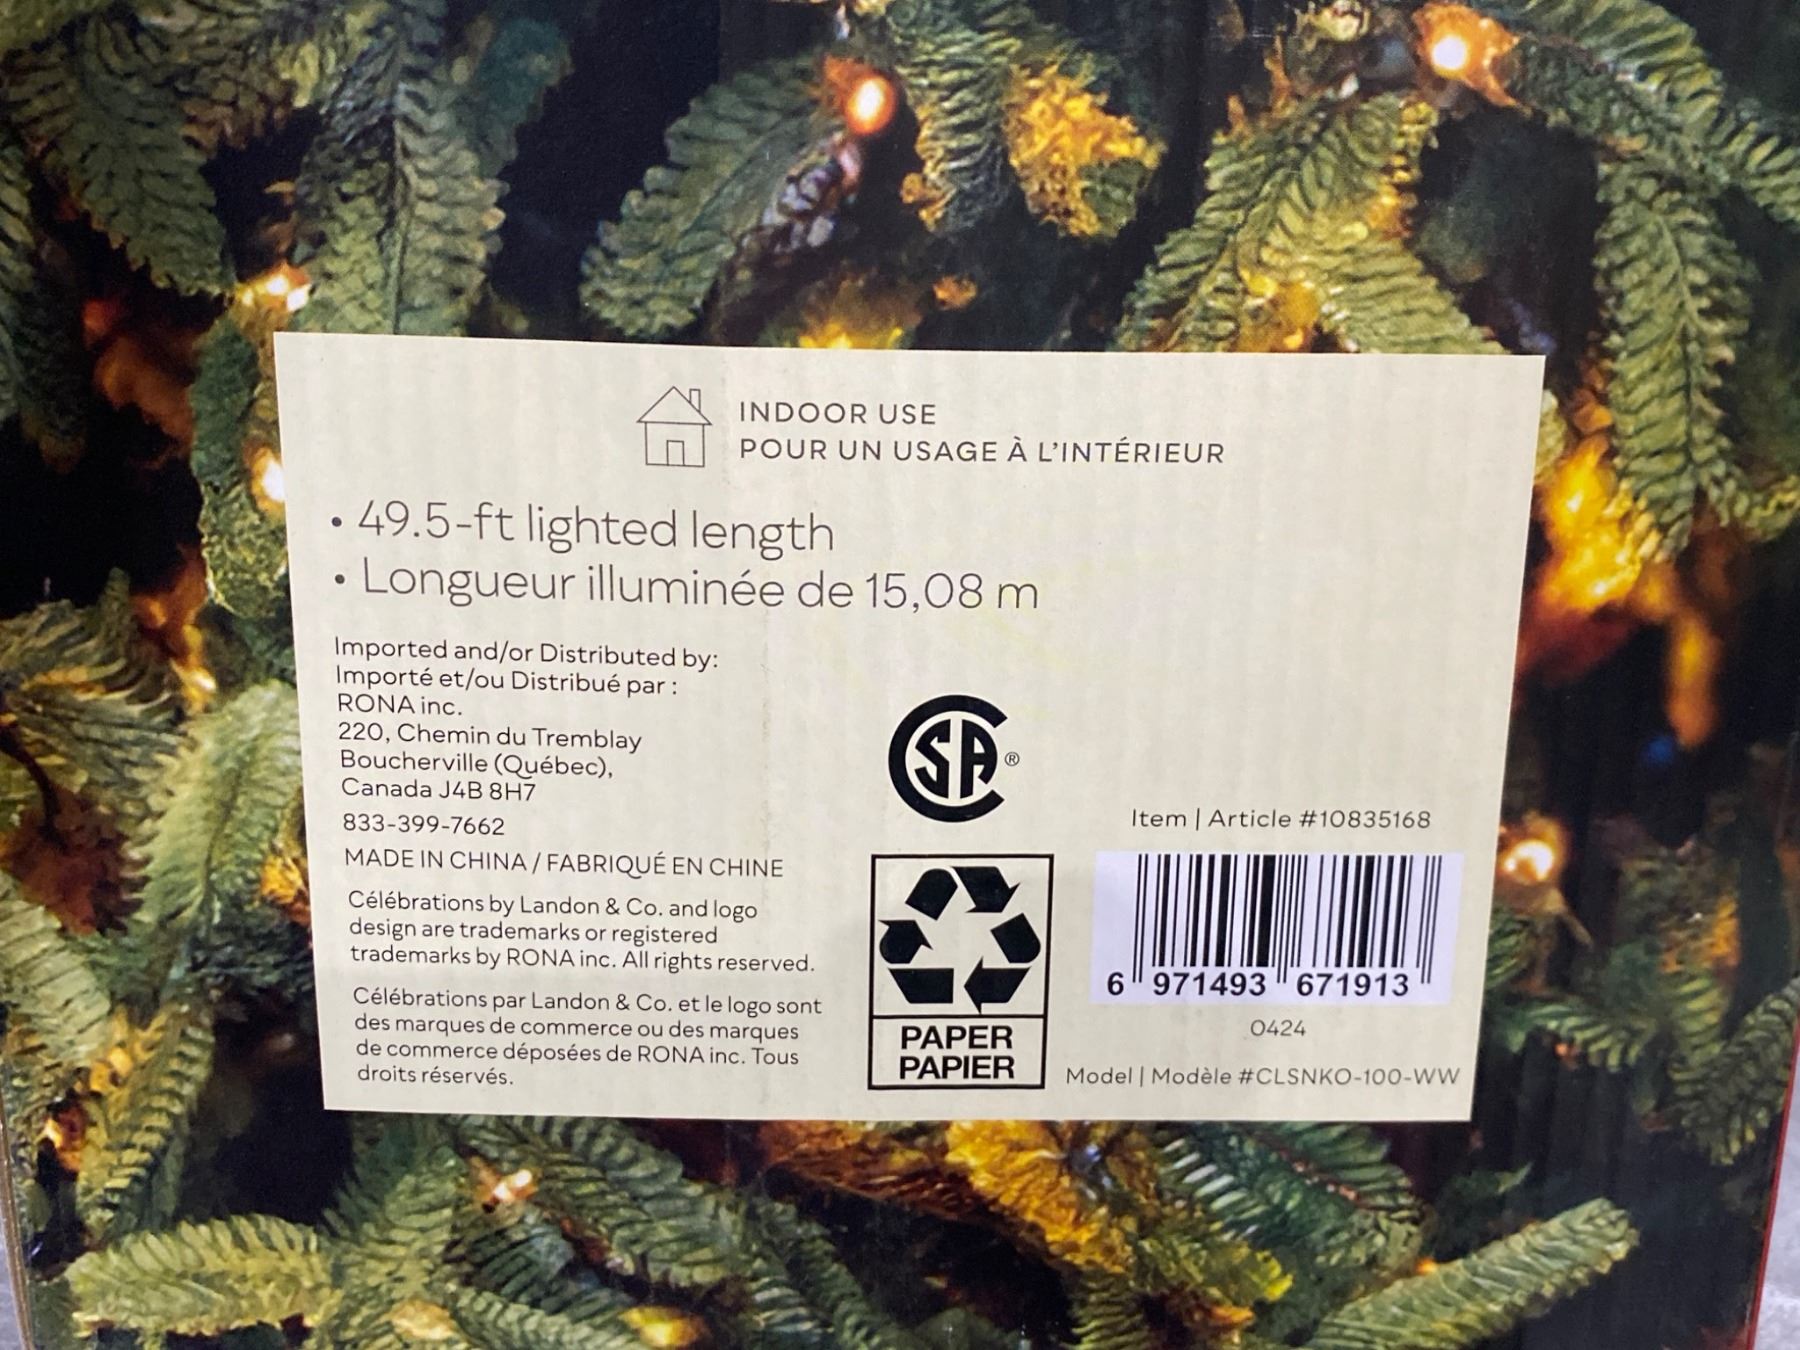 INDOOR USE
POUR UN USAGE À L'INTÉRIEUR
• 49.5-ft lighted length
• Longueur illuminée de 15,08 m
Imported and/or Distributed by:
Importé et/ou Distribué par :
RONA inc.
220, Chemin du Tremblay
Boucherville (Québec),
Canada J4B 8H7
833-399-7662
MADE IN CHINA / FABRIQUÉ EN CHINE
Célébrations by Landon & Co. and logo
design are trademarks or registered
trademarks by RONA inc. All rights reserved.
Célébrations par Landon & Co. et le logo sont
des marques de commerce ou des marques
de commerce déposées de RONA inc. Tous
droits réservés.
CSA®
PAPER
PAPIER
Item | Article #10835168
6 971493 671913
0424
Model | Modèle #CLSNKO-100-WW